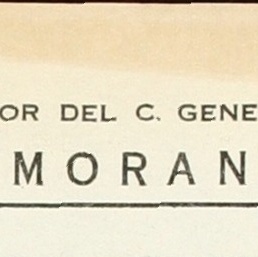 OR DEL C. GENE
MORAN